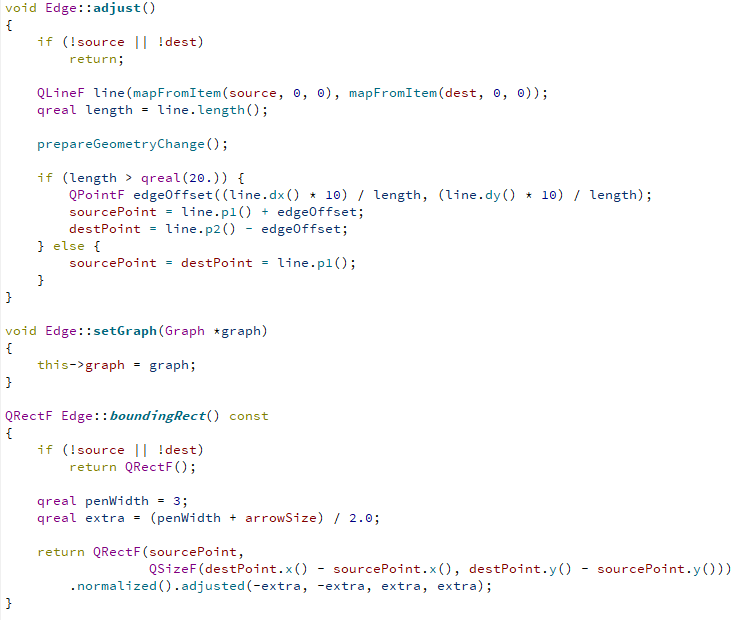 void Edge::adjust()
{
    if (!source || !dest)
        return;

    QLineF line(mapFromItem(source, 0, 0), mapFromItem(dest, 0, 0));
    qreal length = line.length();

    prepareGeometryChange();

    if (length > qreal(20.)) {
        QPointF edgeOffset((line.dx() * 10) / length, (line.dy() * 10) / length);
        sourcePoint = line.p1() + edgeOffset;
        destPoint = line.p2() - edgeOffset;
    } else {
        sourcePoint = destPoint = line.p1();
    }
}

void Edge::setGraph(Graph *graph)
{
    this->graph = graph;
}

QRectF Edge::boundingRect() const
{
    if (!source || !dest)
        return QRectF();

    qreal penWidth = 3;
    qreal extra = (penWidth + arrowSize) / 2.0;

    return QRectF(sourcePoint,
                  QSizeF(destPoint.x() - sourcePoint.x(), destPoint.y() - sourcePoint.y()))
        .normalized().adjusted(-extra, -extra, extra, extra);
}